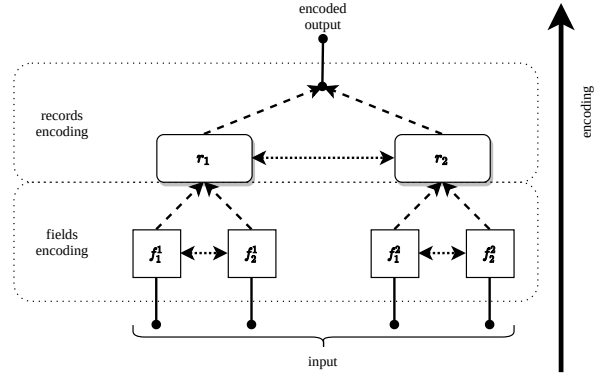 encoded
output
records
encoding
r₁
r₂
encoding
fields
encoding
f₁¹
f₂¹
f₁²
f₂²
input